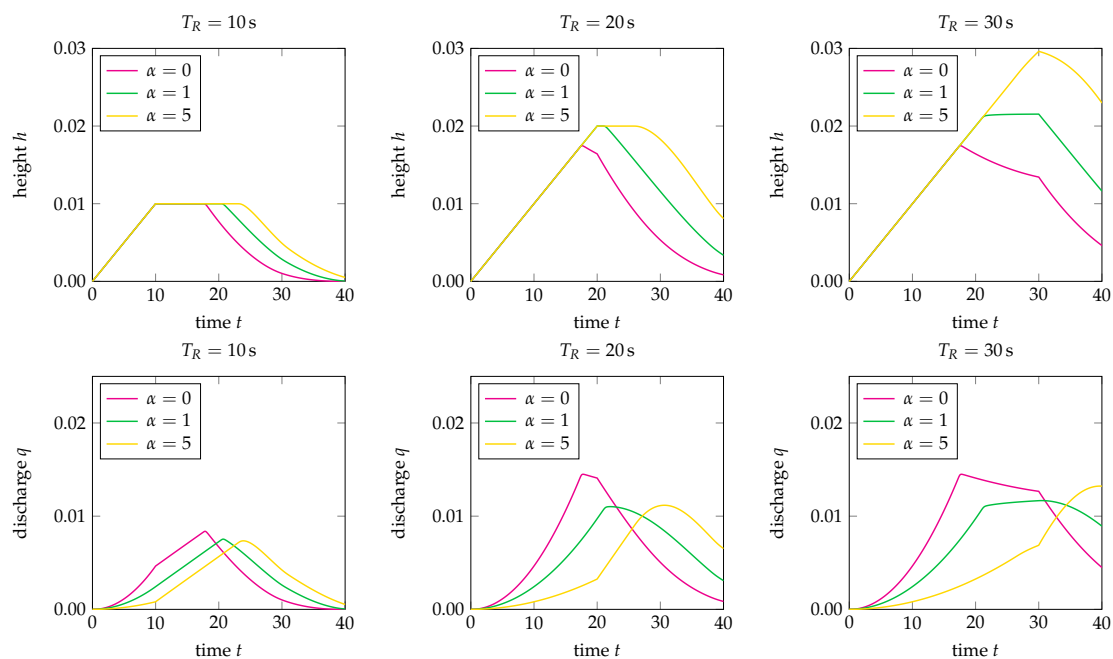 T_R = 10 s
height h
0.03
0.02
0.01
0.00
α = 0
α = 1
α = 5
0 10 20 30 40
time t
T_R = 20 s
height h
0.03
0.02
0.01
0.00
α = 0
α = 1
α = 5
0 10 20 30 40
time t
T_R = 30 s
height h
0.03
0.02
0.01
0.00
α = 0
α = 1
α = 5
0 10 20 30 40
time t
T_R = 10 s
discharge q
0.02
0.01
0.00
α = 0
α = 1
α = 5
0 10 20 30 40
time t
T_R = 20 s
discharge q
0.02
0.01
0.00
α = 0
α = 1
α = 5
0 10 20 30 40
time t
T_R = 30 s
discharge q
0.02
0.01
0.00
α = 0
α = 1
α = 5
0 10 20 30 40
time t